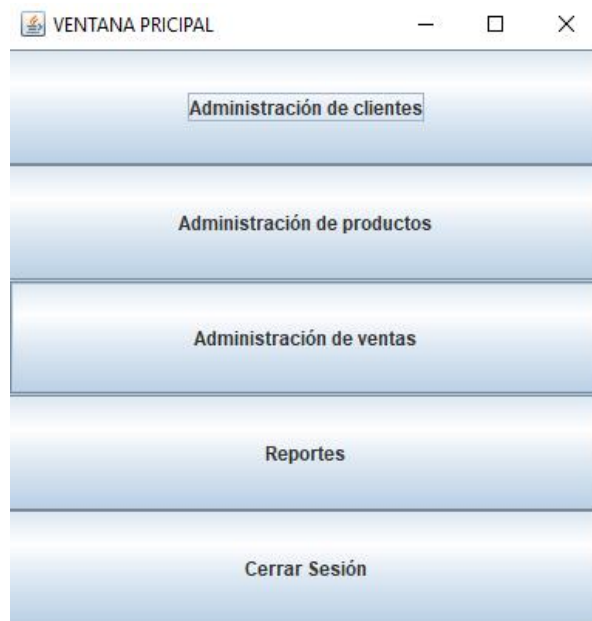 VENTANA PRICIPAL
Administración de clientes
Administración de productos
Administración de ventas
Reportes
Cerrar Sesión